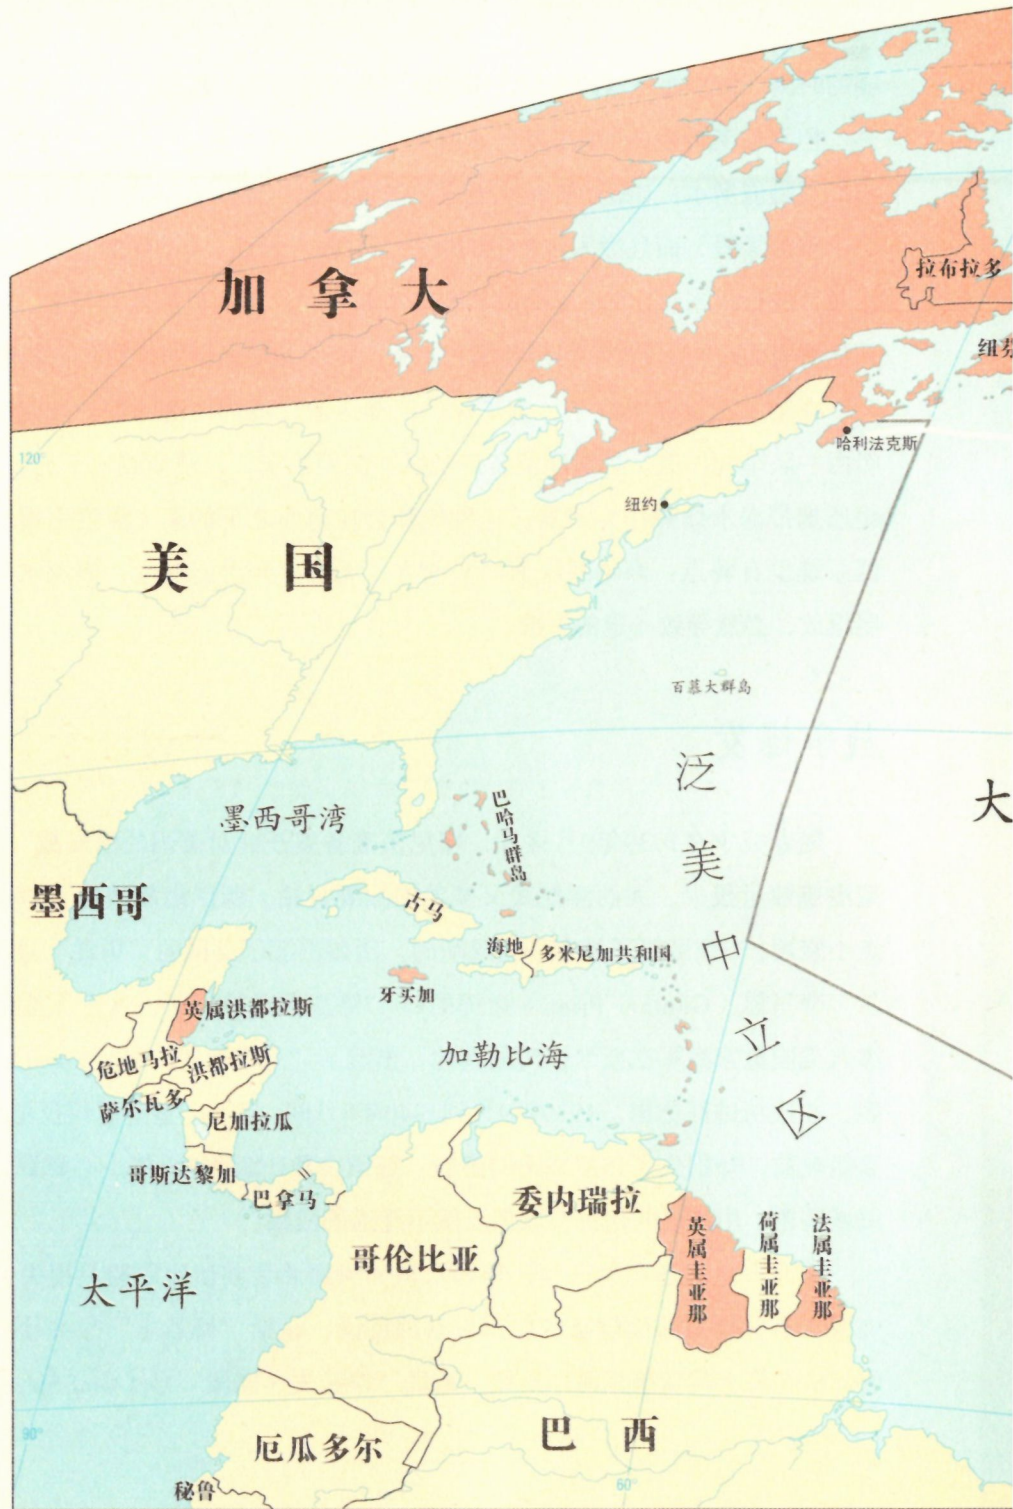 加拿大
拉布拉多
纽芬
哈利法克斯
120°
纽约
美国
百慕大群岛
泛美中立区
大
墨西哥湾
巴哈马群岛
墨西哥
古马
海地
多米尼加共和国
牙买加
英属洪都拉斯
加勒比海
危地马拉
洪都拉斯
萨尔瓦多
尼加拉瓜
哥斯达黎加
巴拿马
委内瑞拉
英属圭亚那
荷属圭亚那
法属圭亚那
哥伦比亚
太平洋
厄瓜多尔
巴西
90°
60°
秘鲁